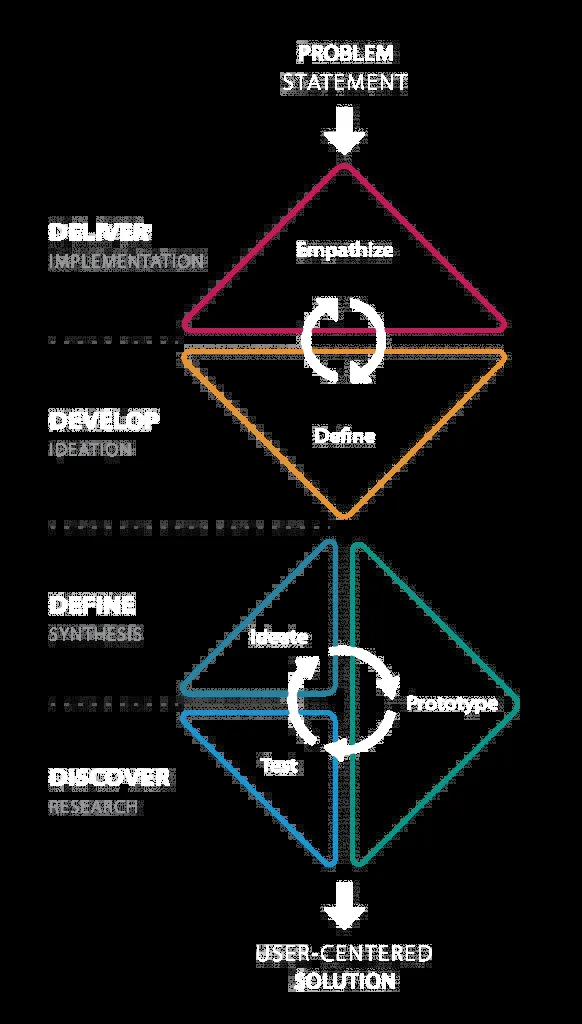 PROBLEM
STATEMENT
DELIVER
IMPLEMENTATION
Empathize
DEVELOP
IDEATION
Define
DEFINE
SYNTHESIS
Ideate
Prototype
Test
DISCOVER
RESEARCH
USER-CENTERED
SOLUTION